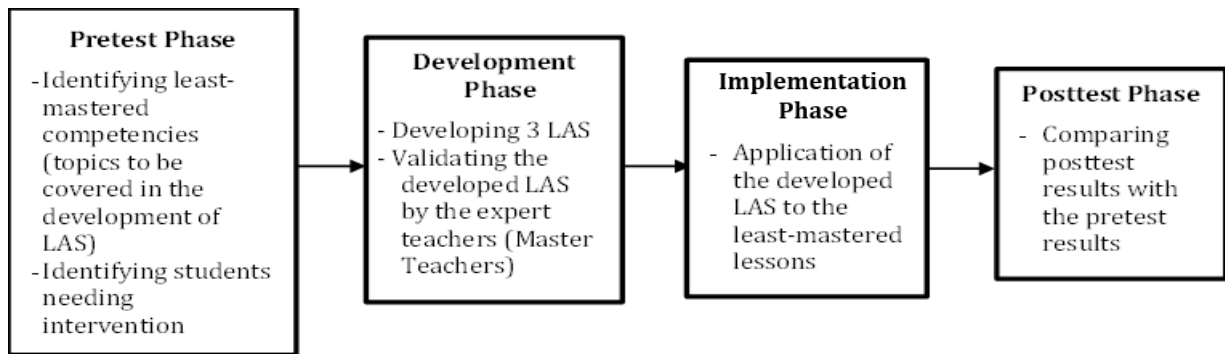 Pretest Phase
-Identifying least-
mastered
competencies
(topics to be
covered in the
development of
LAS)
-Identifying students
needing
intervention
Development
Phase
- Developing 3 LAS
- Validating the
developed LAS
by the expert
teachers (Master
Teachers)
Implementation
Phase
- Application of
the developed
LAS to the
least-mastered
lessons
Posttest Phase
- Comparing
posttest
results with
the pretest
results